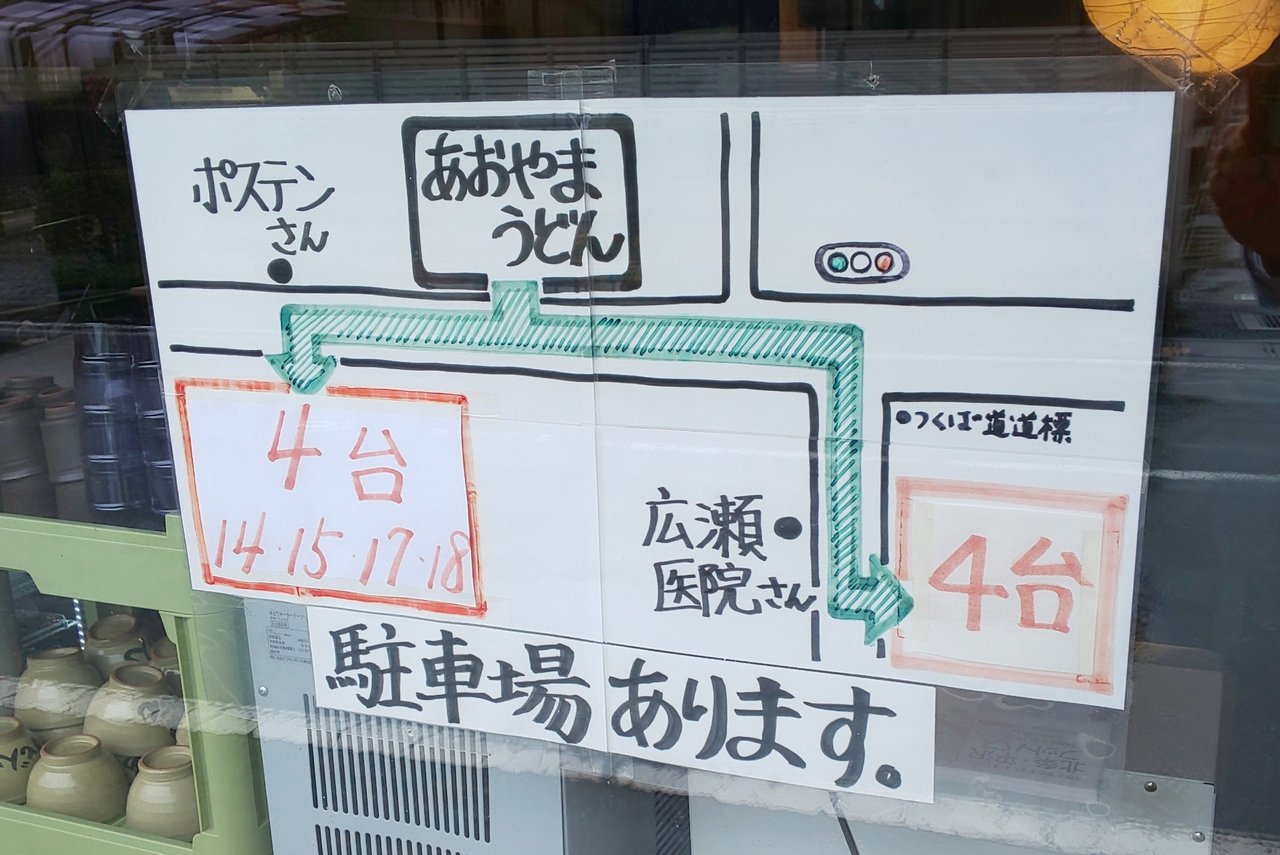 ポステン
さん
あおやま
うどん
4台
14・15・17・18
つくば道道標
広瀬
医院さん
4台
駐車場あります。